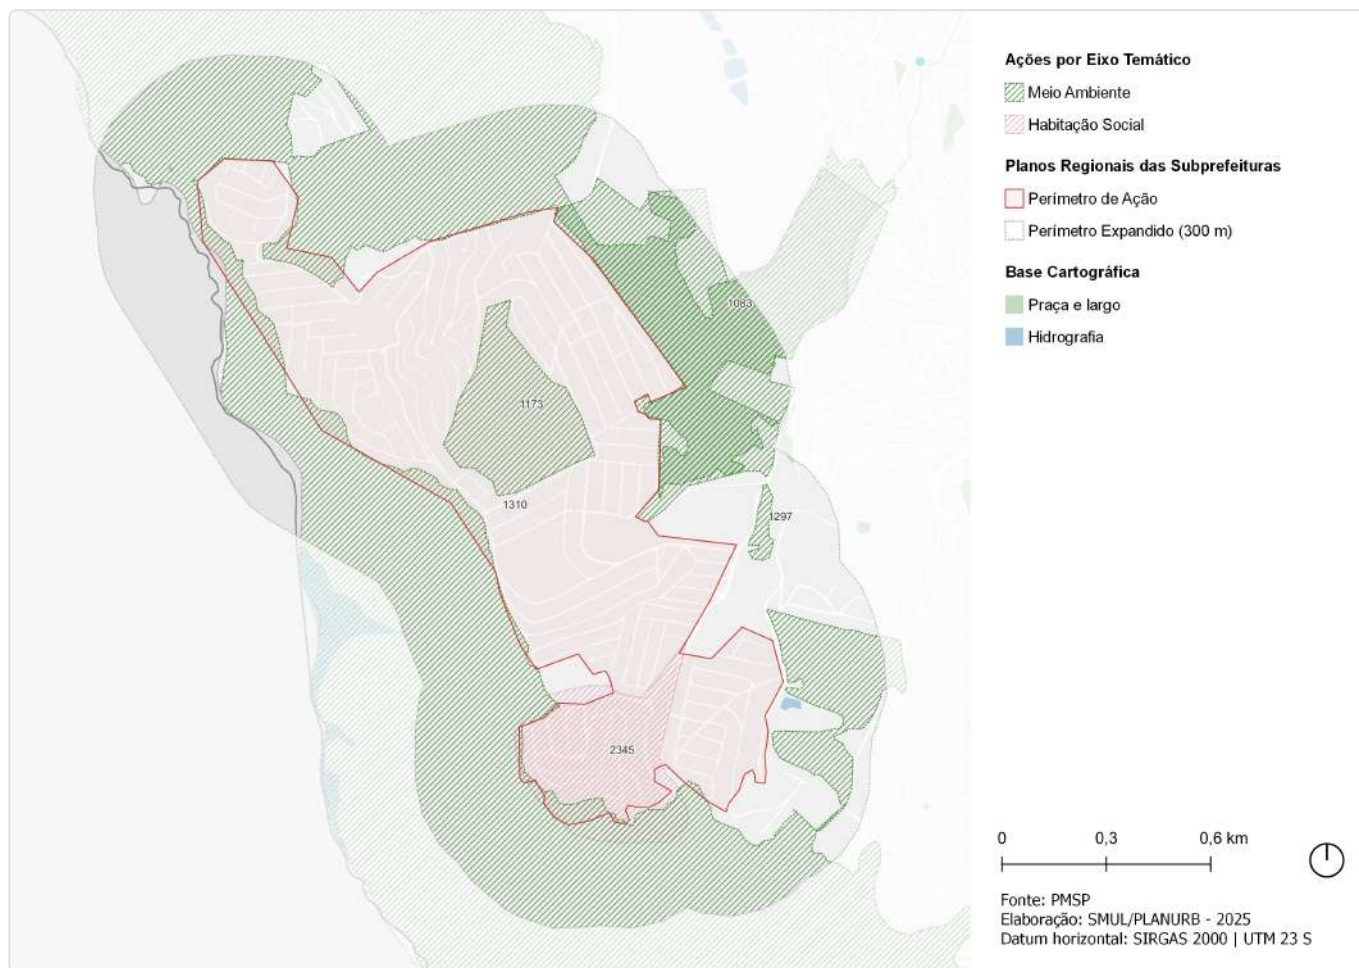 1083
1173
1310
1297
2345
Ações por Eixo Temático
Meio Ambiente
Habitação Social
Planos Regionais das Subprefeituras
Perímetro de Ação
Perímetro Expandido (300 m)
Base Cartográfica
Praça e largo
Hidrografia
0 0,3 0,6 km
Fonte: PMSP
Elaboração: SMUL/PLANURB - 2025
Datum horizontal: SIRGAS 2000 | UTM 23 S